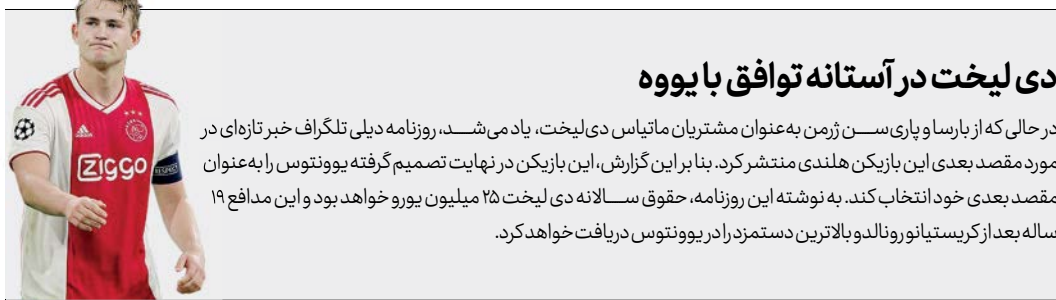 دی لیخت در آستانه توافق با یووه
در حالی که از بارسا و پاری‌ســن ژرمن به‌عنوان مشتریان ماتیاس دی‌لیخت، یاد می‌شــد، روزنامه دیلی تلگراف خبر تازه‌ای در
مورد مقصد بعدی این بازیکن هلندی منتشر کرد. بنابر این گزارش، این بازیکن در نهایت تصمیم گرفته یوونتوس را به‌عنوان
مقصد بعدی خود انتخاب کند. به نوشته این روزنامه، حقوق ســالانه دی لیخت ۲۵ میلیون یورو خواهد بود و این مدافع ۱۹
ساله بعد از کریستیانو رونالدو بالاترین دستمزد را در یوونتوس دریافت خواهد کرد.
Ziggo
RESPECT